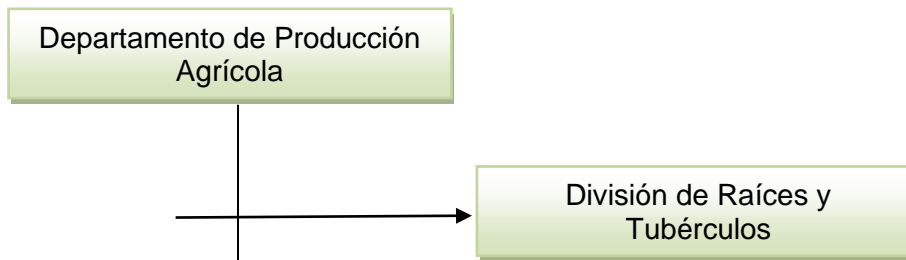 Departamento de Producción
Agrícola
División de Raíces y
Tubérculos